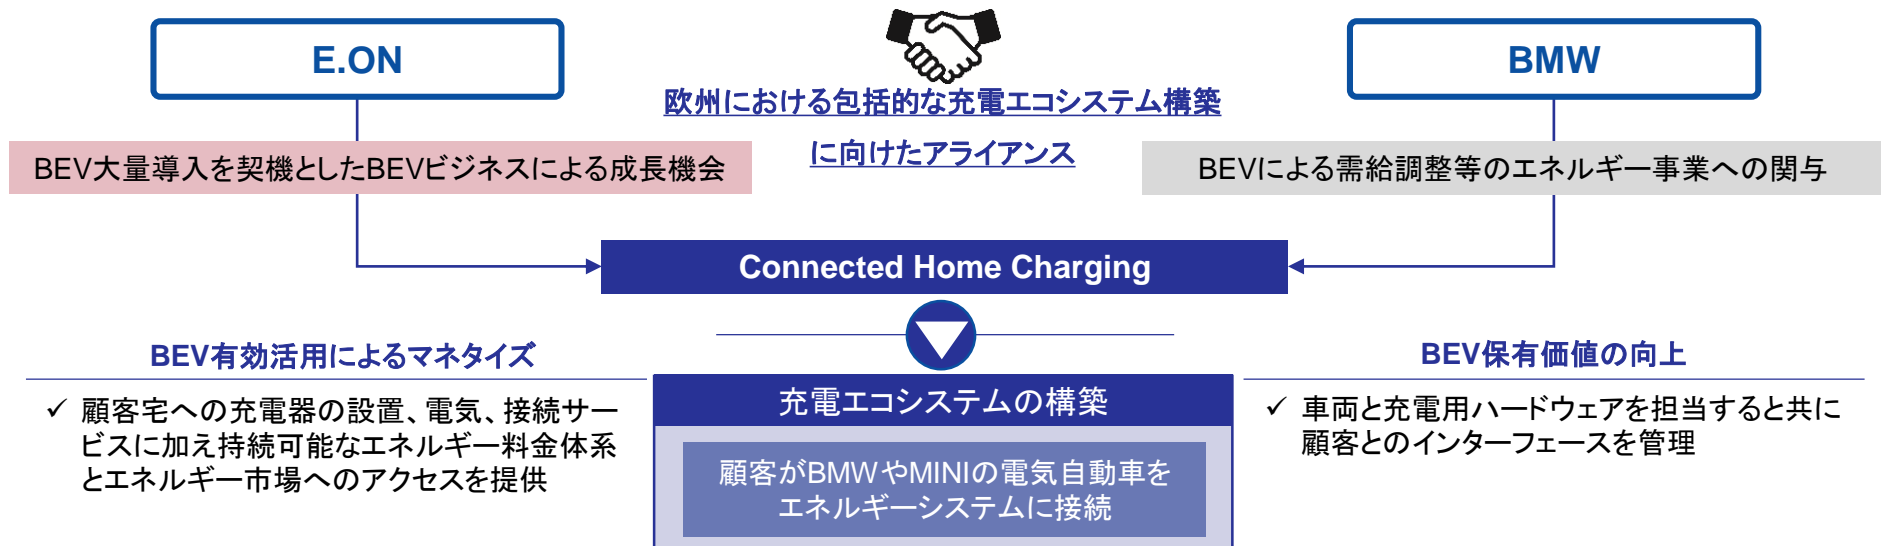 E.ON
BMW
欧州における包括的な充電エコシステム構築
に向けたアライアンス
BEV大量導入を契機としたBEVビジネスによる成長機会
BEVによる需給調整等のエネルギー事業への関与
Connected Home Charging
BEV有効活用によるマネタイズ
✓ 顧客宅への充電器の設置、電気、接続サー
ビスに加え持続可能なエネルギー料金体系
とエネルギー市場へのアクセスを提供
充電エコシステムの構築
顧客がBMWやMINIの電気自動車を
エネルギーシステムに接続
BEV保有価値の向上
✓ 車両と充電用ハードウェアを担当すると共に
顧客とのインターフェースを管理